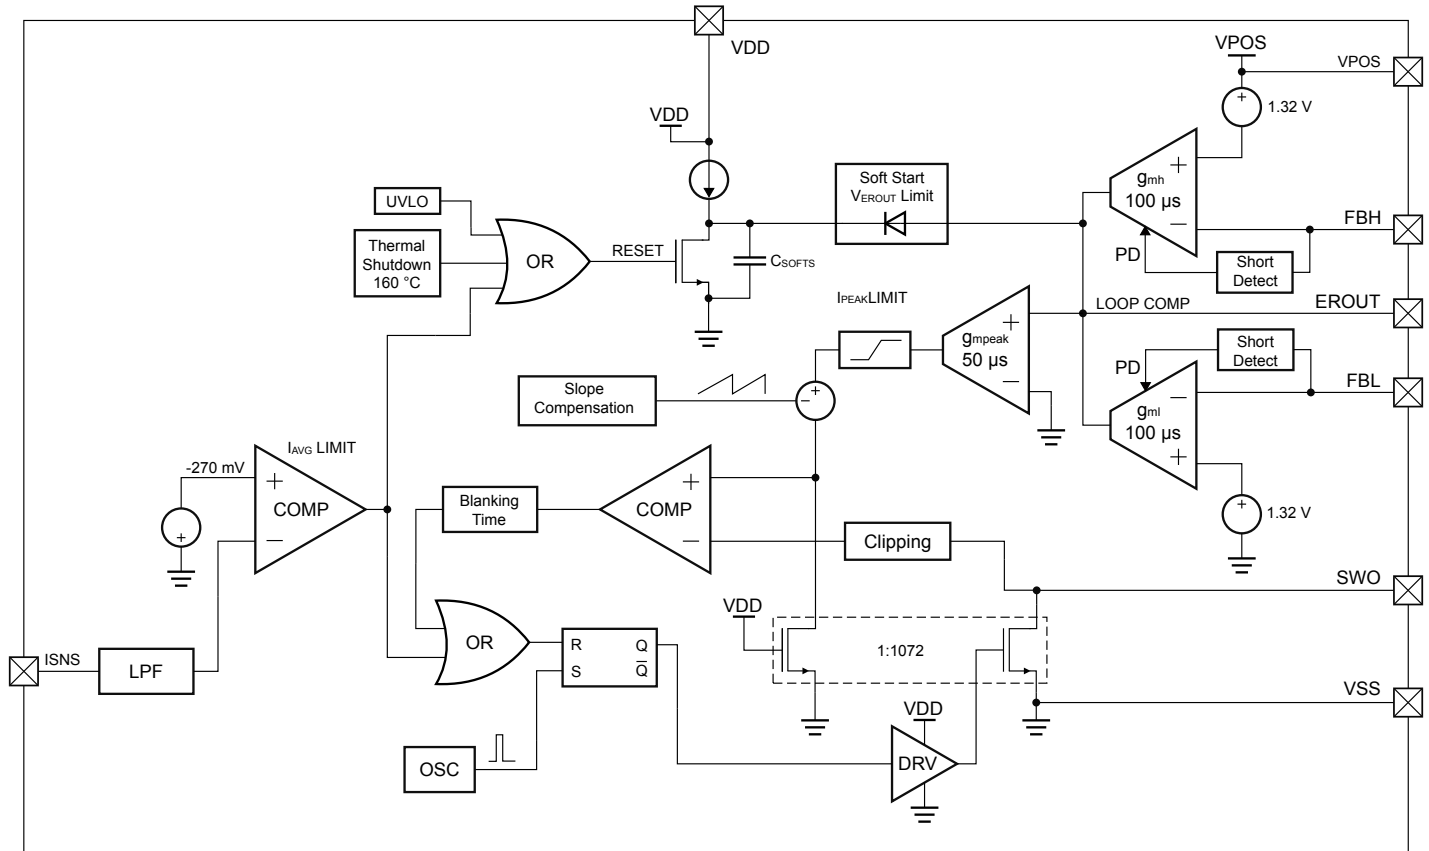 VDD
VPOS
VPOS
1.32 V
VDD
+
+
Soft Start
VEROUT Limit
gmh
100 µs
−
UVLO
Thermal
Shutdown
160 °C
OR
RESET
CSOFTS
PD
Short
Detect
FBH
IPEAKLIMIT
LOOP COMP
EROUT
+
gmpeak
50 µs
−
Short
Detect
PD
FBL
−
gml
100 µs
+
Slope
Compensation
+
−
IAVG LIMIT
-270 mV
+
COMP
−
+
Blanking
Time
+
COMP
−
Clipping
+
1.32 V
SWO
VDD
1:1072
ISNS
LPF
OR
R
S
Q
Q̅
VSS
OSC
VDD
DRV